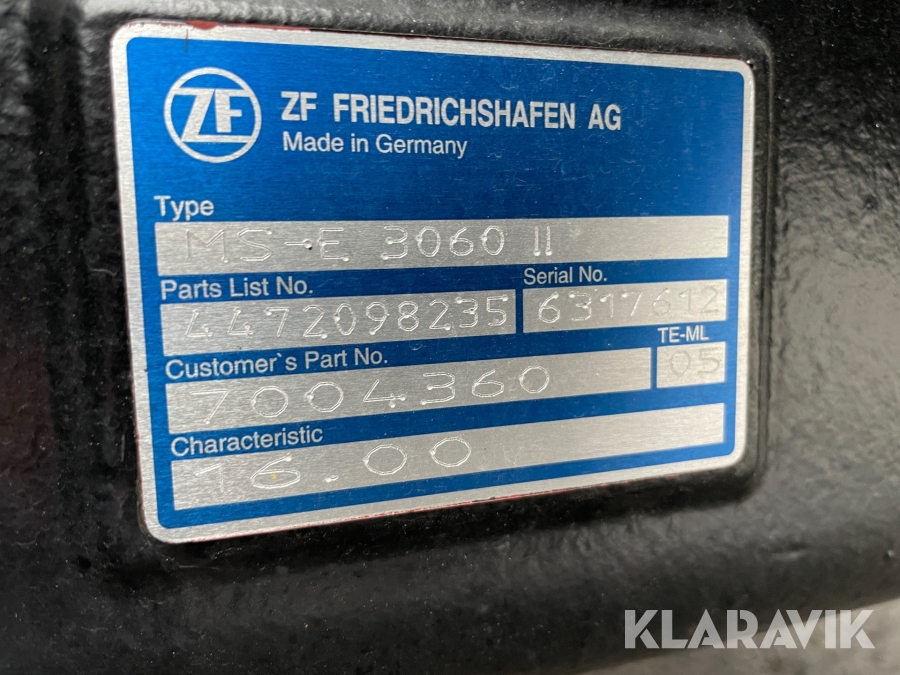 ZF
ZF FRIEDRICHSHAFEN AG
Made in Germany
Type
MS-E 3060 II
Parts List No.
Serial No.
4472098235
6317612
Customer`s Part No.
TE-ML
7004360
05
Characteristic
16.00
KLARAVIK